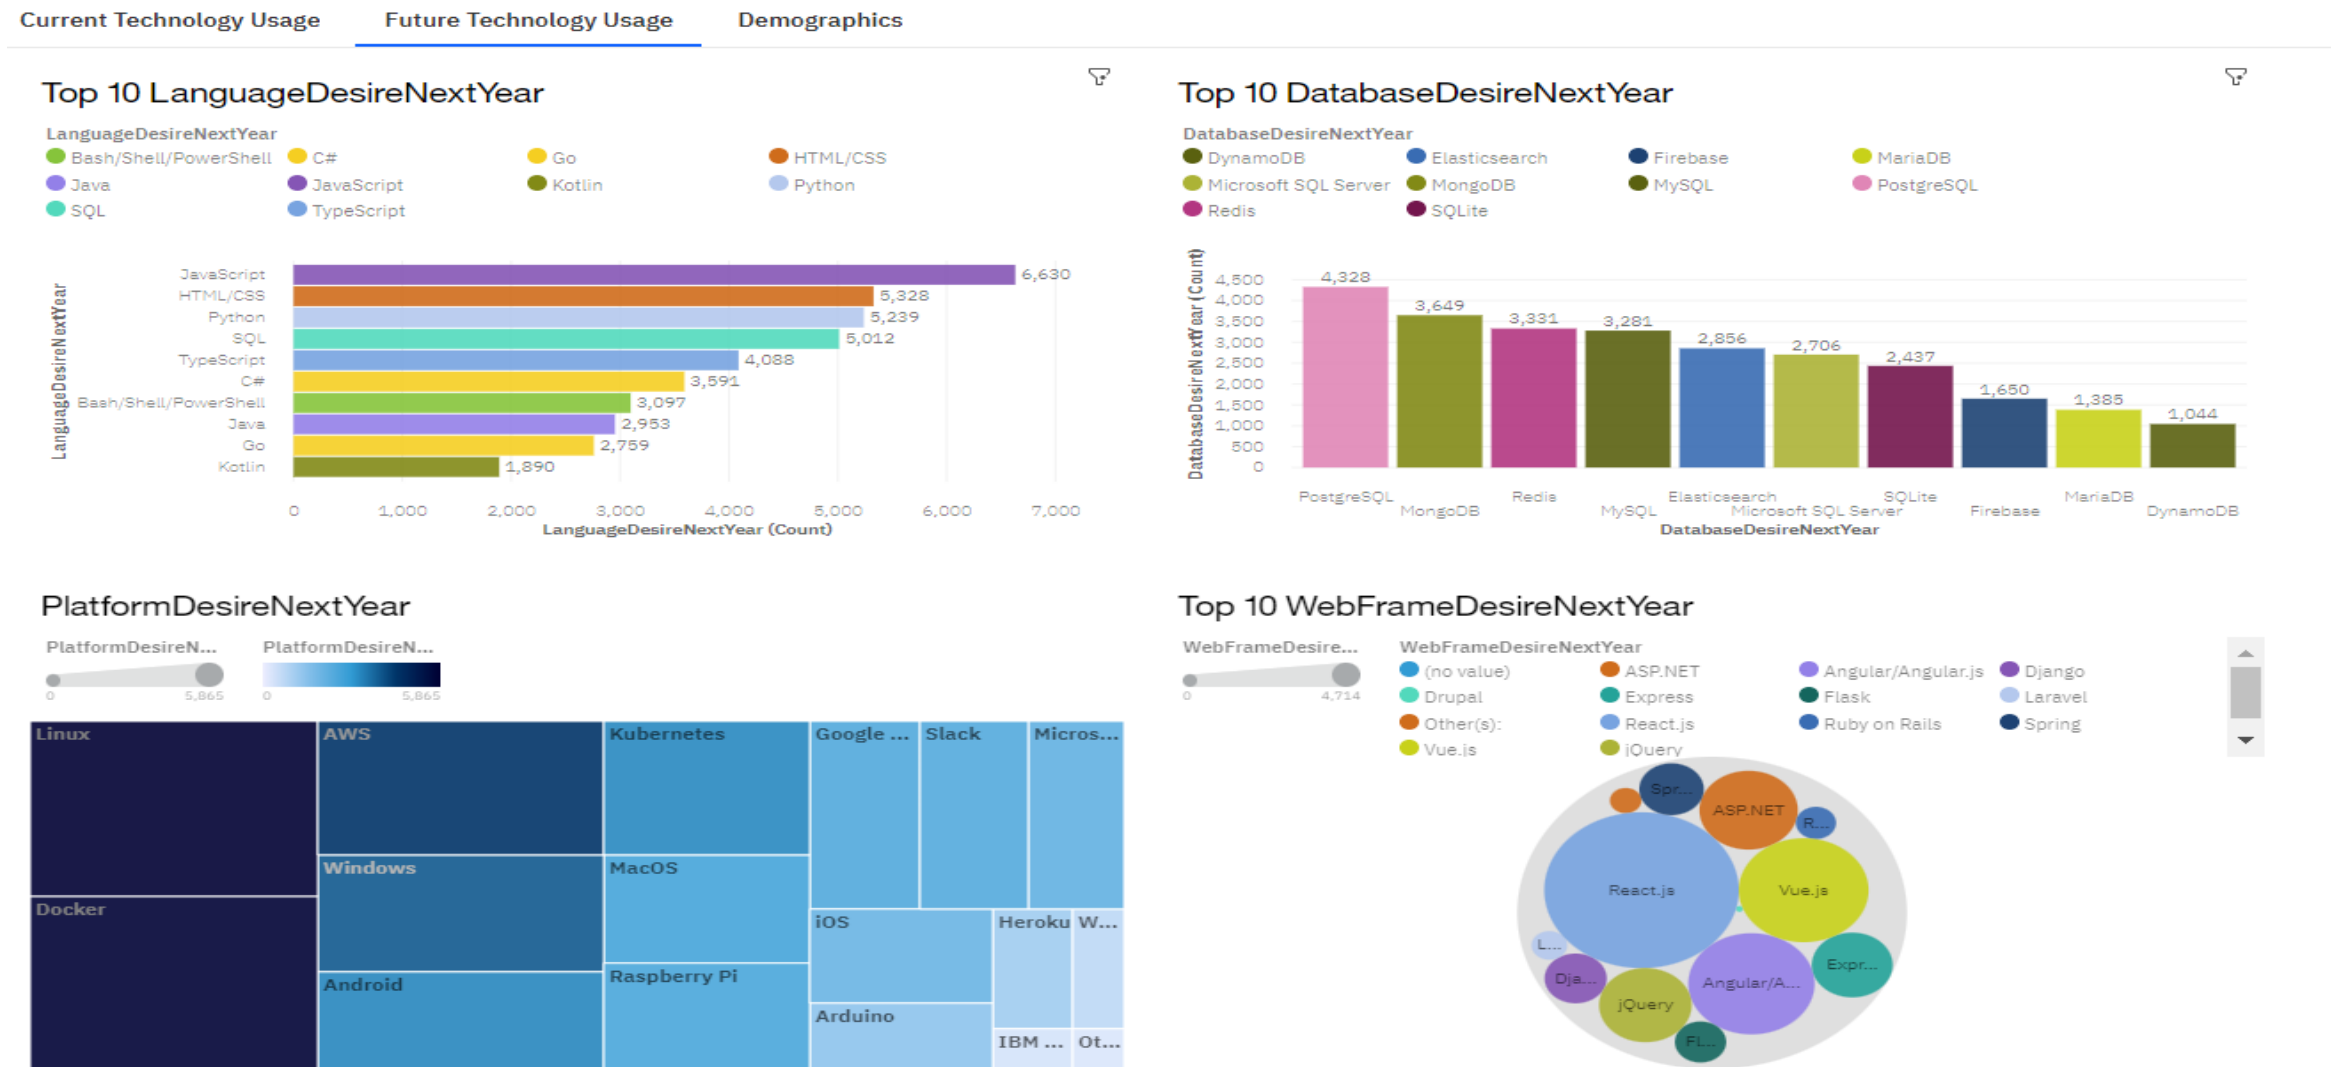 Current Technology Usage Future Technology Usage Demographics
Top 10 LanguageDesireNextYear
LanguageDesireNextYear
Bash/Shell/PowerShell C# Go HTML/CSS
Java JavaScript Kotlin Python
SQL TypeScript
LanguageDesireNextYear
JavaScript 6,630
HTML/CSS 5,328
Python 5,239
SQL 5,012
TypeScript 4,088
C# 3,591
Bash/Shell/PowerShell 3,097
Java 2,953
Go 2,759
Kotlin 1,890
0 1,000 2,000 3,000 4,000 5,000 6,000 7,000
LanguageDesireNextYear (Count)
Top 10 DatabaseDesireNextYear
DatabaseDesireNextYear
DynamoDB Elasticsearch Firebase MariaDB
Microsoft SQL Server MongoDB MySQL PostgreSQL
Redis SQLite
DatabaseDesireNextYear (Count)
4,500
4,000
3,500
3,000
2,500
2,000
1,500
1,000
500
0
4,328 3,649 3,331 3,281 2,856 2,706 2,437 1,650 1,385 1,044
PostgreSQL MongoDB Redis MySQL Elasticsearch Microsoft SQL Server SQLite Firebase MariaDB DynamoDB
DatabaseDesireNextYear
PlatformDesireNextYear
PlatformDesireN... PlatformDesireN...
0 5,865 0 5,865
Linux AWS Kubernetes Google ... Slack Micros...
Windows MacOS
Docker iOS Heroku W...
Android Raspberry Pi
Arduino IBM ... Ot...
Top 10 WebFrameDesireNextYear
WebFrameDesire... WebFrameDesireNextYear
0 4,714
(no value) ASP.NET Angular/Angular.js Django
Drupal Express Flask Laravel
Other(s): React.js Ruby on Rails Spring
Vue.js jQuery
Spr...
ASP.NET
R...
React.js Vue.js
L...
Expr...
Dja... Angular/A...
jQuery
Fl...